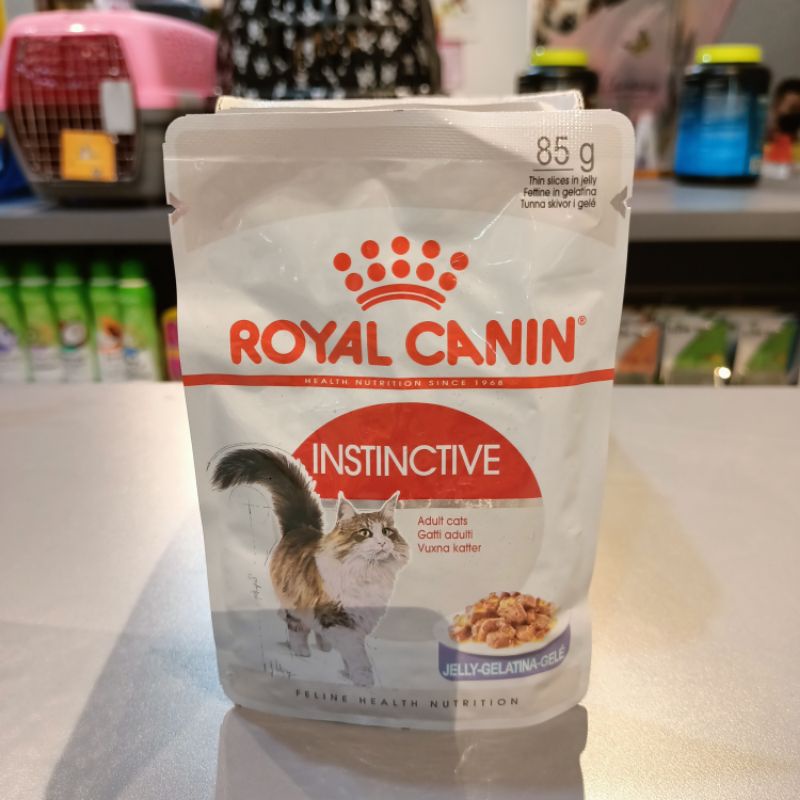 85 g
Thin slices in jelly
Fettine in gelatina
Tunna skivor i gelé
ROYAL CANIN®
HEALTH NUTRITION SINCE 1968
INSTINCTIVE
Adult cats
Gatti adulti
Vuxna katter
JELLY-GELATINA-GELÉ
FELINE HEALTH NUTRITION